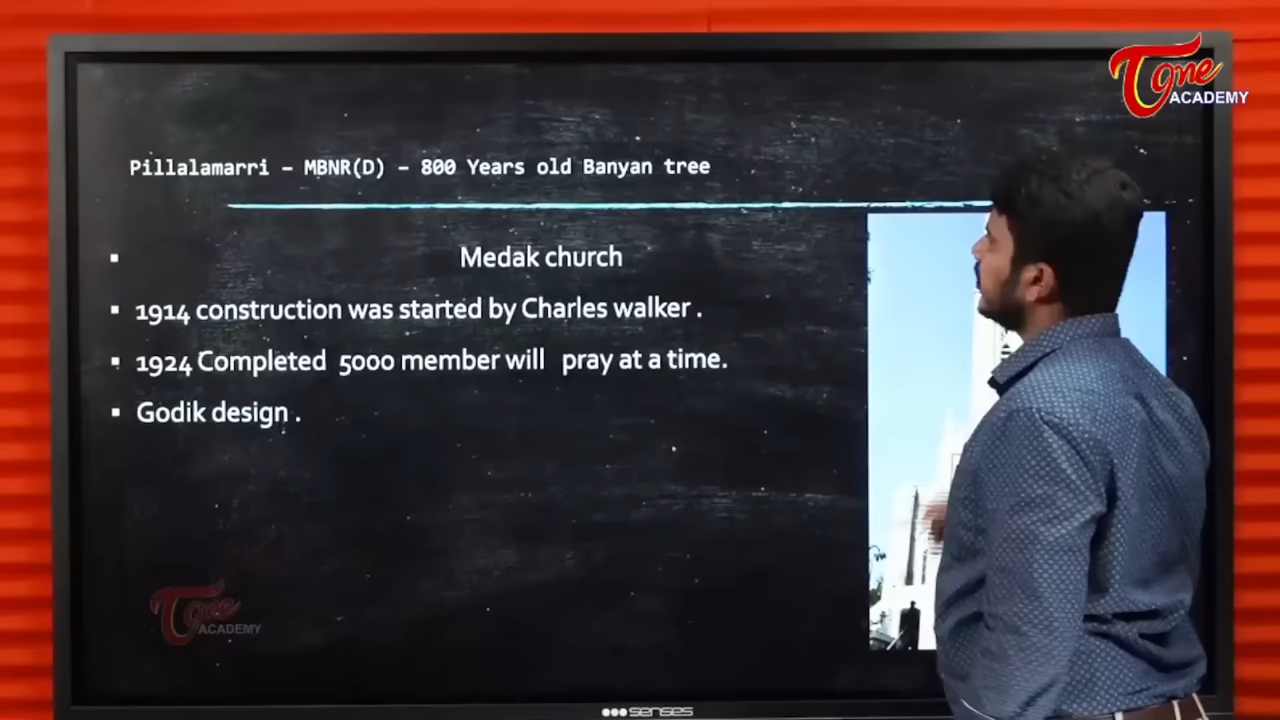 Tone
ACADEMY
Pillalamarri – MBNR(D) – 800 Years old Banyan tree
▪ Medak church
▪ 1914 construction was started by Charles walker .
▪ 1924 Completed 5000 member will pray at a time.
▪ Godik design .
Tone
ACADEMY
senses